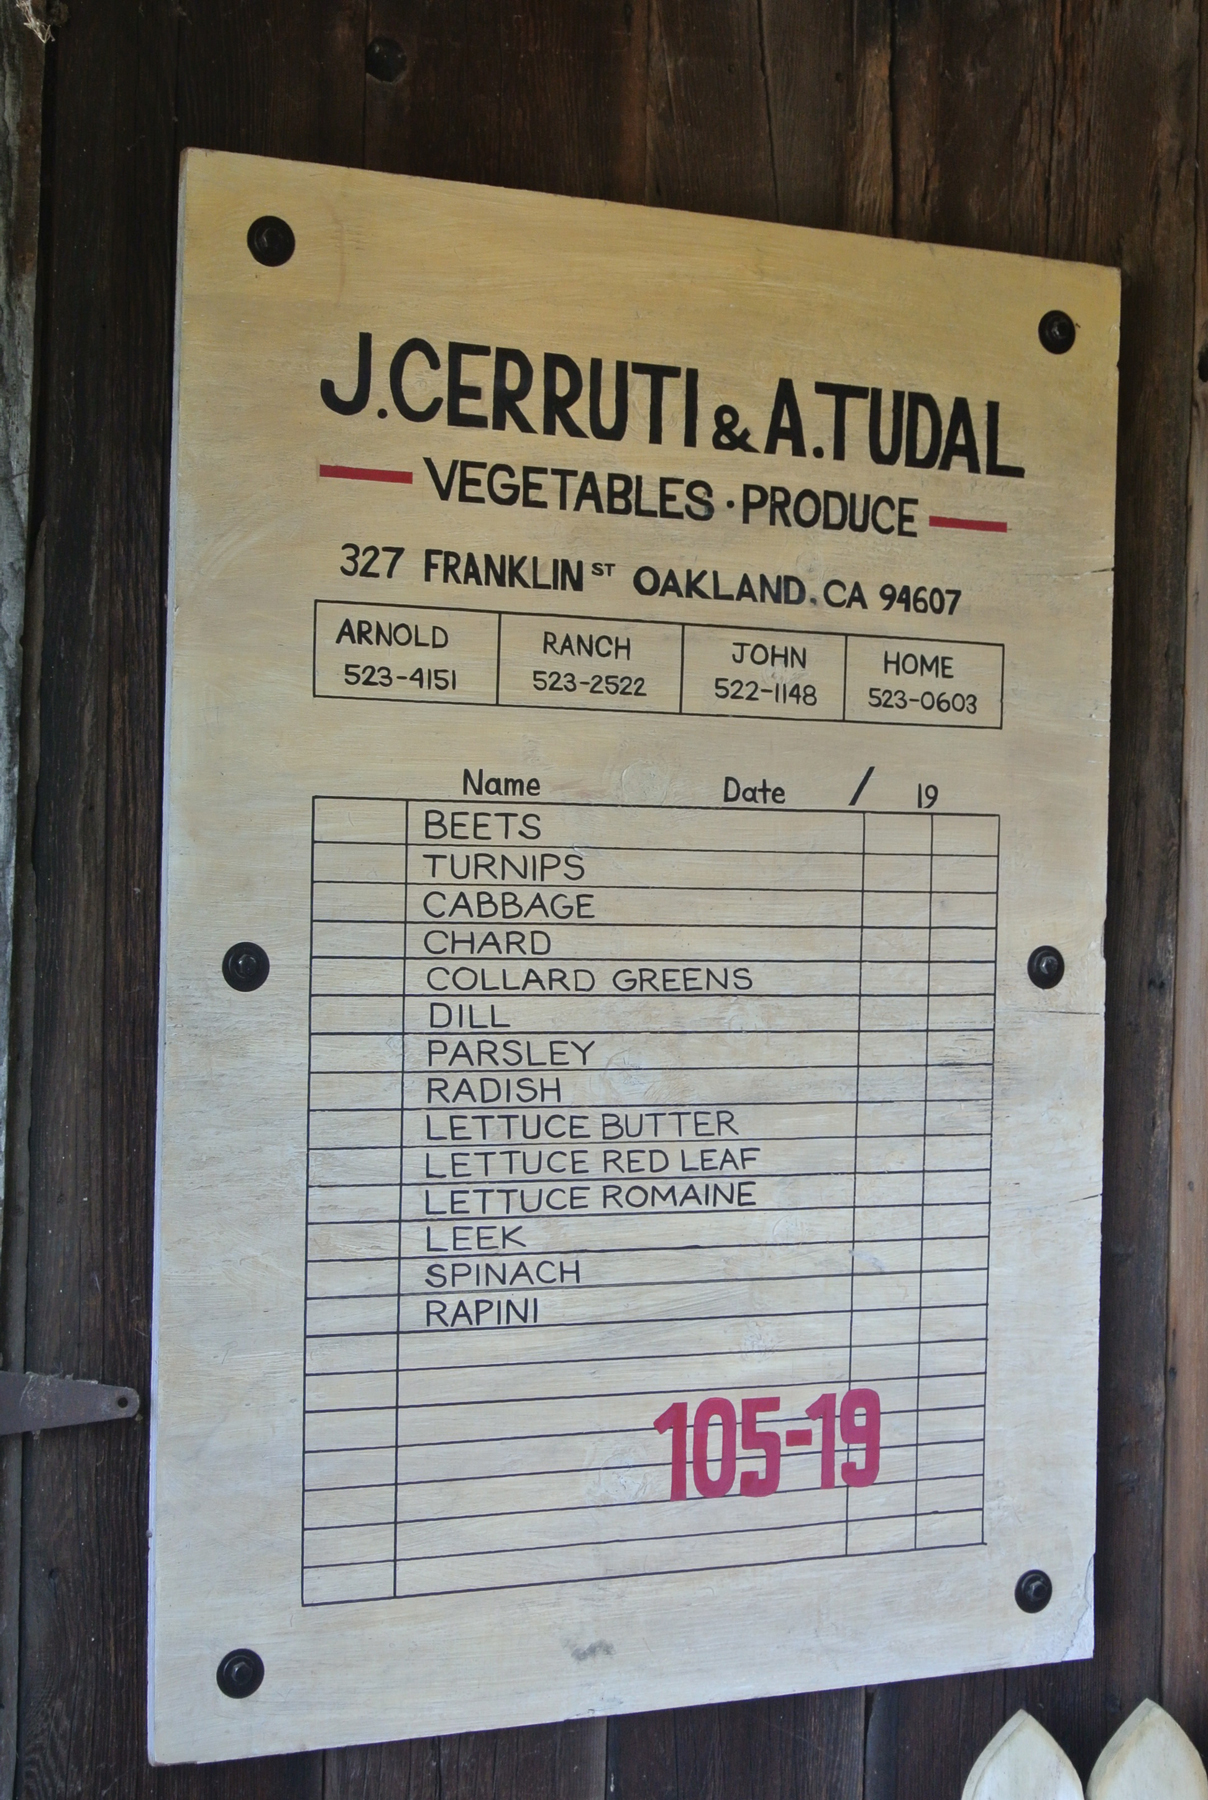 J. CERRUTI & A. TUDAL
VEGETABLES · PRODUCE
327 FRANKLIN ST OAKLAND, CA 94607
ARNOLD RANCH JOHN HOME
523-4151 523-2522 522-1148 523-0603
Name Date / 19
BEETS
TURNIPS
CABBAGE
CHARD
COLLARD GREENS
DILL
PARSLEY
RADISH
LETTUCE BUTTER
LETTUCE RED LEAF
LETTUCE ROMAINE
LEEK
SPINACH
RAPINI
105-19